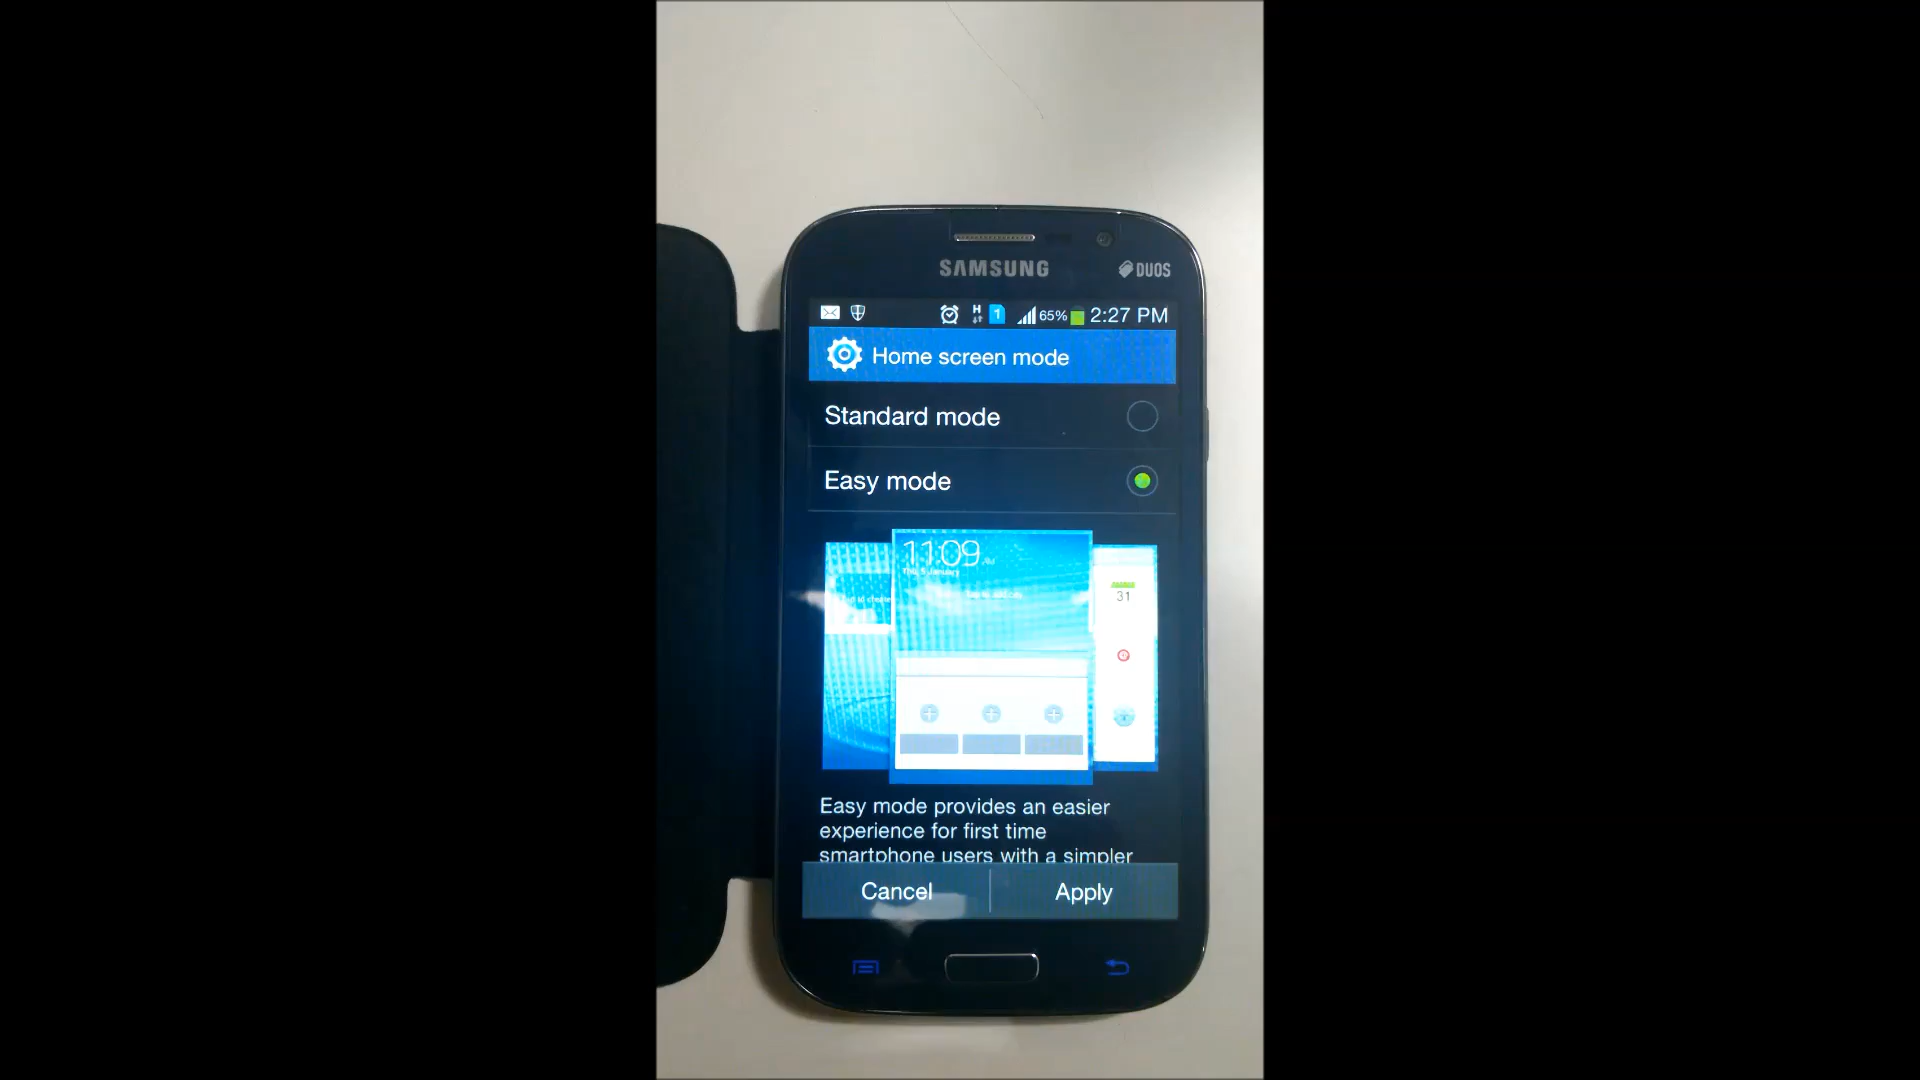 SAMSUNG
DUOS
H 1 65% 2:27 PM
Home screen mode
Standard mode
Easy mode
11:09
31
Easy mode provides an easier
experience for first time
smartphone users with a simpler
Cancel Apply